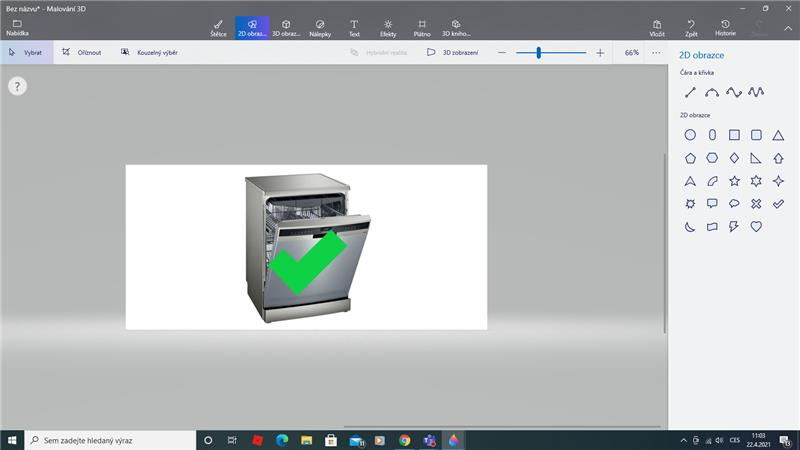 Bez názvu* - Malování 3D
Nabídka
Štětce
2D obraz...
3D obraz...
Nálepky
Text
Efekty
Plátno
3D kniho...
Vložit
Zpět
Historie
Vybrat
Oříznout
Kouzelný výběr
Hybridní realita
3D zobrazení
66%
2D obrazce
Čára a křivka
2D obrazce
?
Sem zadejte hledaný výraz
CES
11:03
22.4.2021